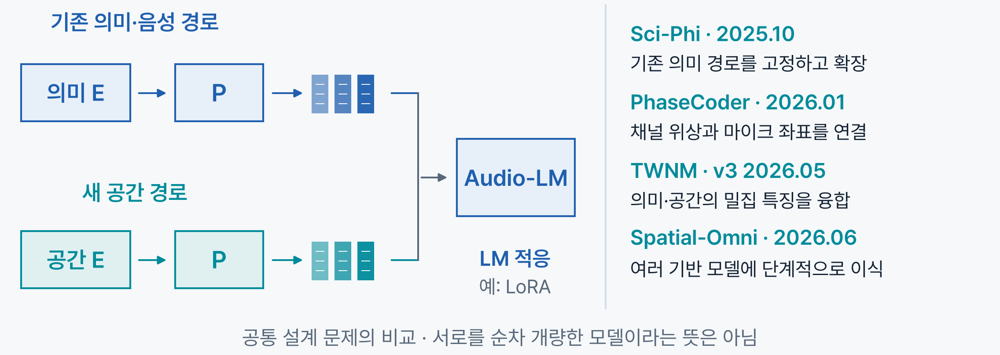 기존 의미·음성 경로
의미 E
P
새 공간 경로
공간 E
P
Audio-LM
LM 적응
예: LoRA
Sci-Phi · 2025.10
기존 의미 경로를 고정하고 확장
PhaseCoder · 2026.01
채널 위상과 마이크 좌표를 연결
TWNM · v3 2026.05
의미·공간의 밀집 특징을 융합
Spatial-Omni · 2026.06
여러 기반 모델에 단계적으로 이식
공통 설계 문제의 비교 · 서로를 순차 개량한 모델이라는 뜻은 아님